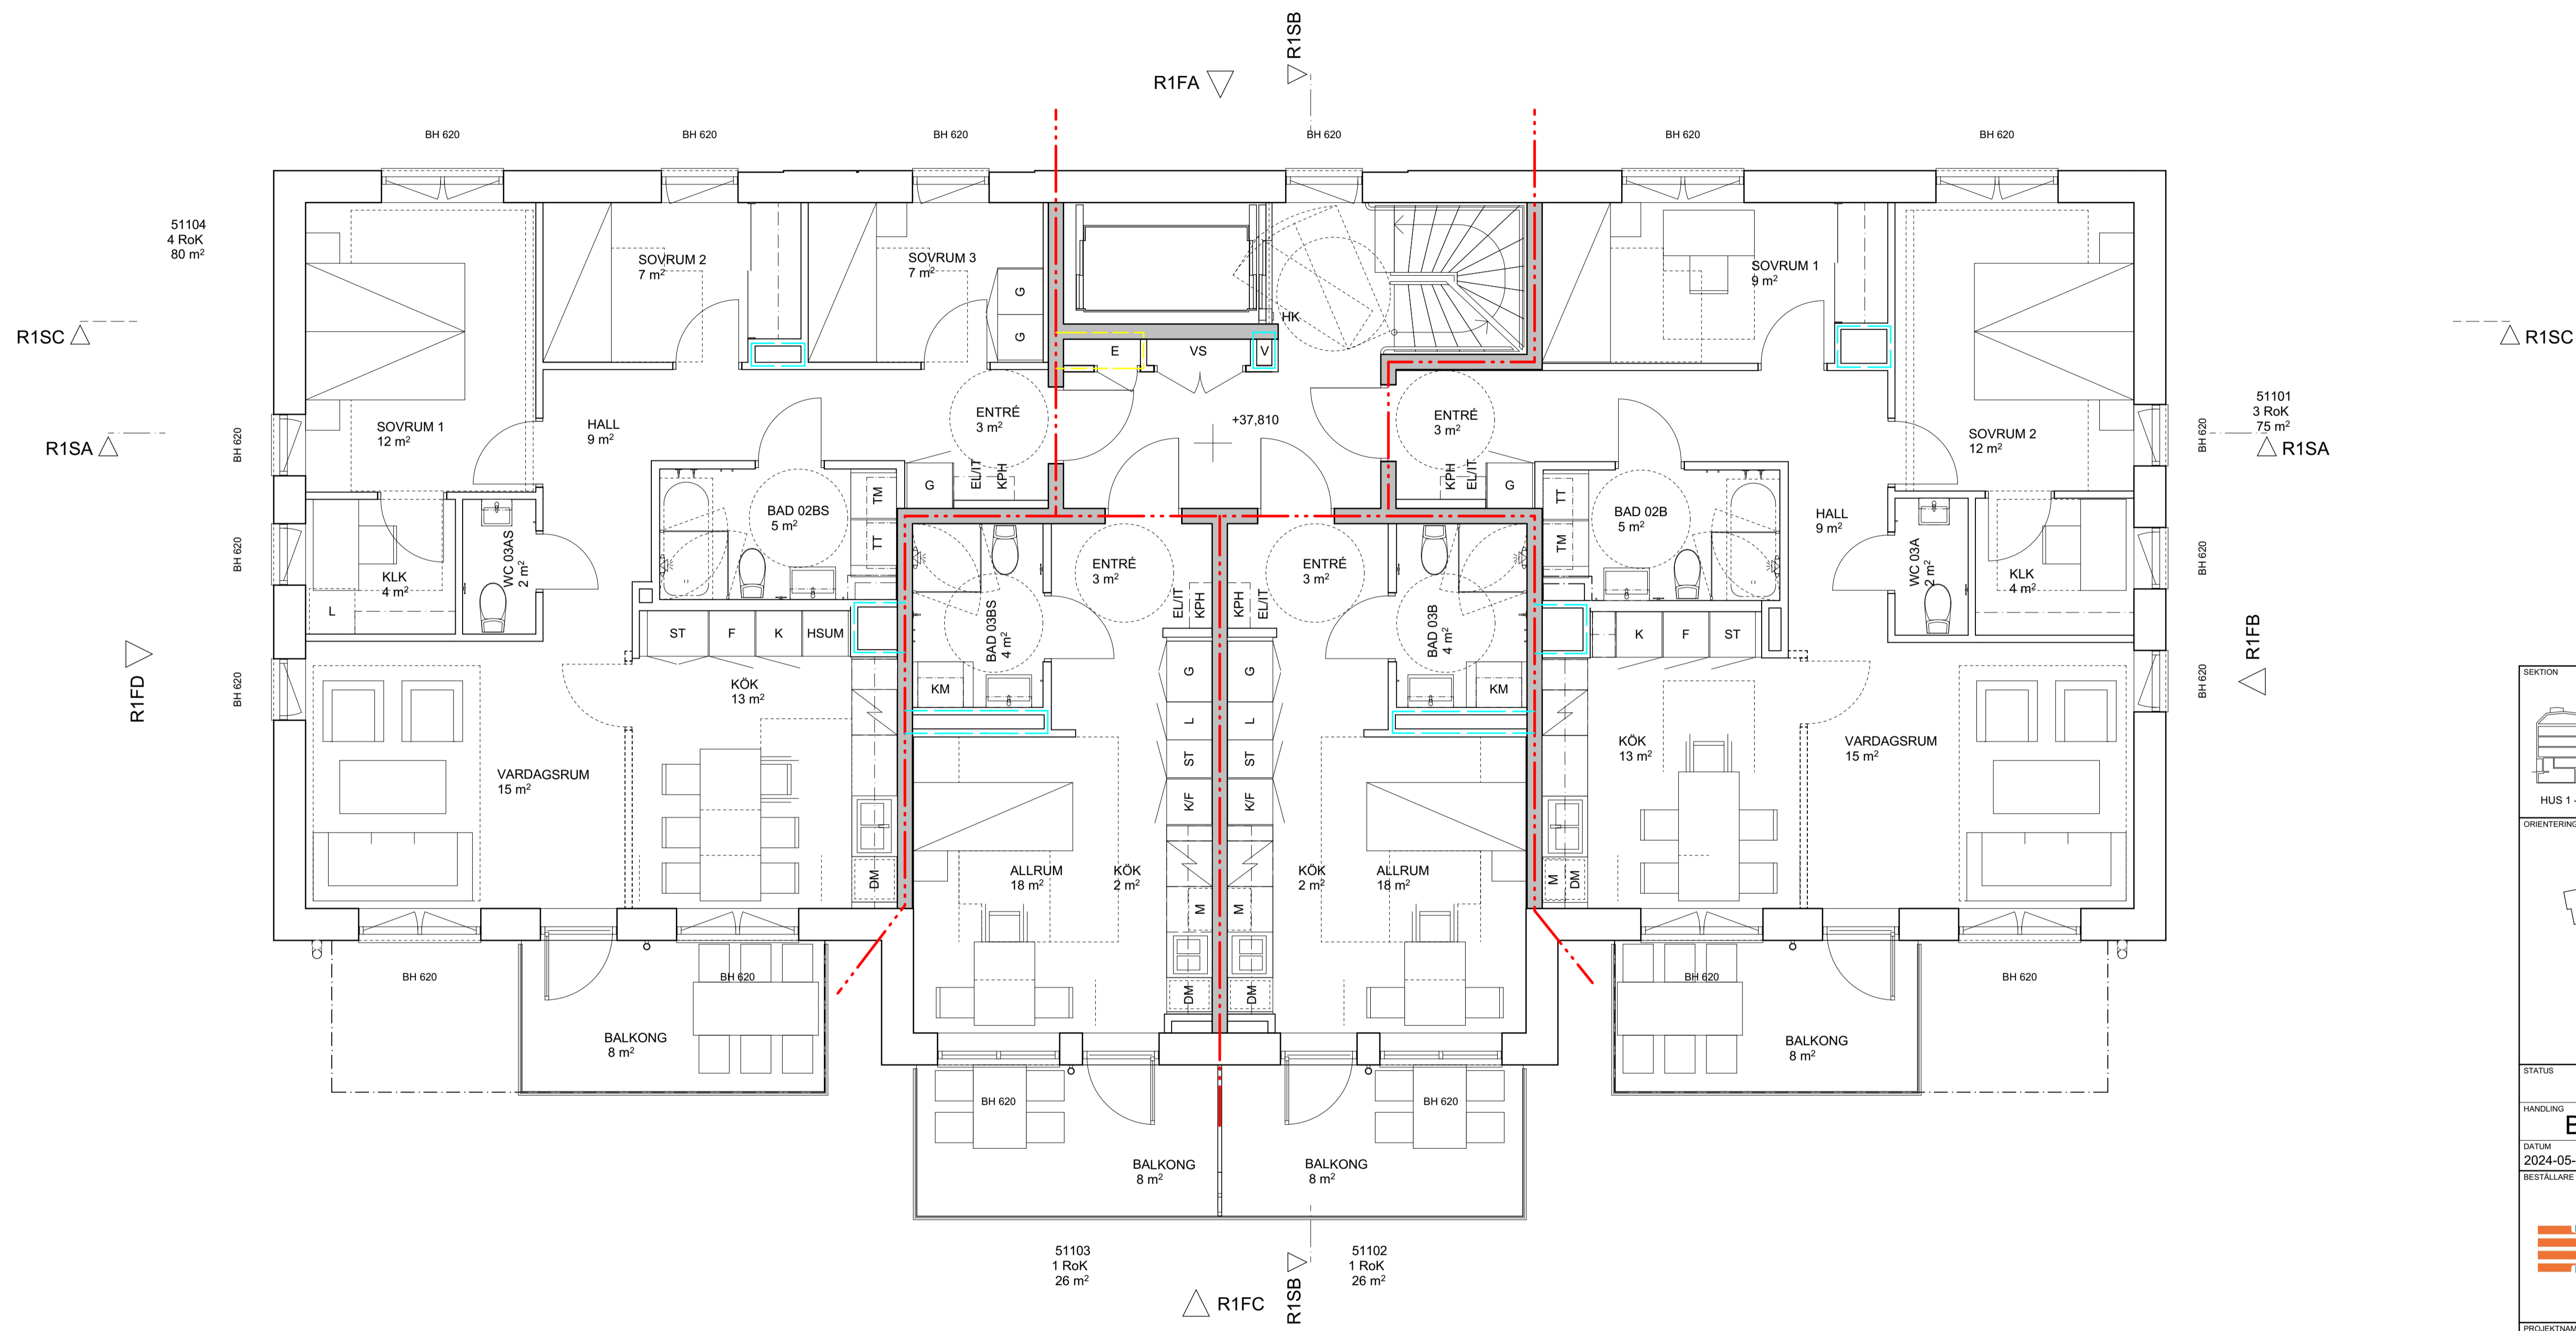 R1SB
R1FA
BH 620
BH 620
BH 620
BH 620
BH 620
BH 620
51104
4 RoK
80 m²
SOVRUM 2
7 m²
SOVRUM 3
7 m²
G
G
HK
SOVRUM 1
9 m²
R1SC
R1SC
E
VS
V
51101
3 RoK
75 m²
SOVRUM 1
12 m²
HALL
9 m²
ENTRÉ
3 m²
+37,810
ENTRÉ
3 m²
SOVRUM 2
12 m²
R1SA
R1SA
BH 620
BH 620
EL/IT
KPH
G
KPH
EL/IT
G
TM
TT
BAD 02BS
5 m²
TT
TM
BAD 02B
5 m²
HALL
9 m²
BH 620
BH 620
KLK
4 m²
L
WC 03AS
2 m²
WC 03A
2 m²
KLK
4 m²
ENTRÉ
3 m²
ENTRÉ
3 m²
EL/IT
KPH
KPH
EL/IT
BAD 03BS
4 m²
BAD 03B
4 m²
ST
F
K
HSUM
K
F
ST
R1FD
R1FB
BH 620
BH 620
KÖK
13 m²
KM
KM
G
L
ST
K/F
G
L
ST
K/F
KÖK
13 m²
VARDAGSRUM
15 m²
VARDAGSRUM
15 m²
DM
ALLRUM
18 m²
KÖK
2 m²
KÖK
2 m²
ALLRUM
18 m²
M
DM
M
M
DM
DM
BH 620
BH 620
BH 620
BH 620
BALKONG
8 m²
BALKONG
8 m²
BH 620
BH 620
BALKONG
8 m²
BALKONG
8 m²
51103
1 RoK
26 m²
51102
1 RoK
26 m²
R1SB
R1FC
SEKTION
HUS 1
ORIENTERING
STATUS
HANDLING
DATUM
2024-05-
BESTÄLLARE
PROJEKTNAM